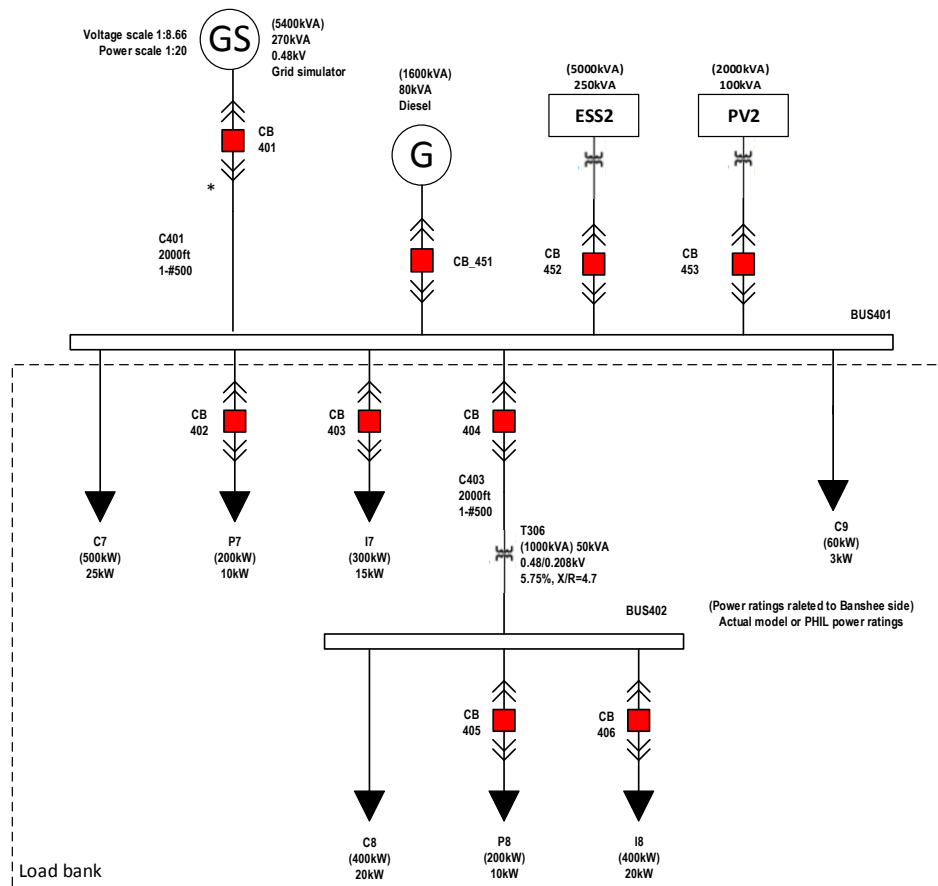 Voltage scale 1:8.66
Power scale 1:20
GS
(5400kVA)
270kVA
0.48kV
Grid simulator
(1600kVA)
80kVA
Diesel
G
(5000kVA)
250kVA
ESS2
(2000kVA)
100kVA
PV2
CB
401
*
C401
2000ft
1-#500
CB_451
CB
452
CB
453
BUS401
CB
402
CB
403
CB
404
C403
2000ft
1-#500
T306
(1000kVA) 50kVA
0.48/0.208kV
5.75%, X/R=4.7
C7
(500kW)
25kW
P7
(200kW)
10kW
I7
(300kW)
15kW
C9
(60kW)
3kW
BUS402
(Power ratings raleted to Banshee side)
Actual model or PHIL power ratings
CB
405
CB
406
C8
(400kW)
20kW
P8
(200kW)
10kW
I8
(400kW)
20kW
Load bank